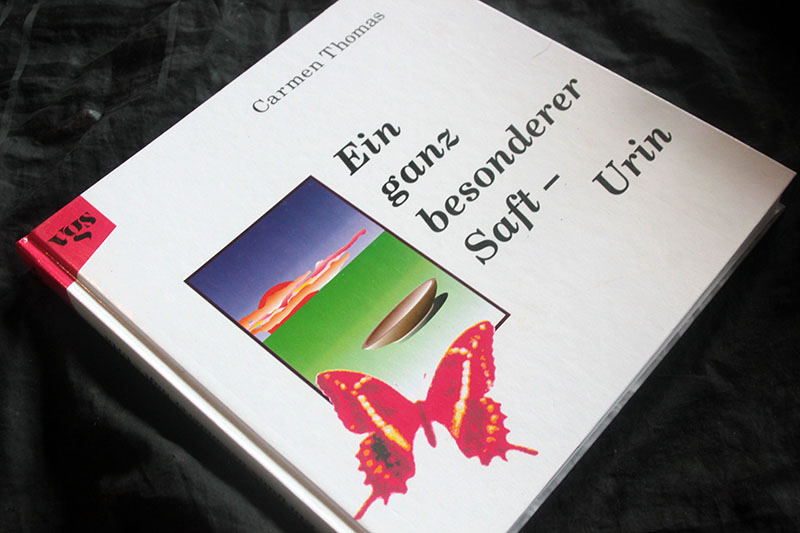 Carmen Thomas
Ein
ganz
besonderer
Saft –
Urin
vgs